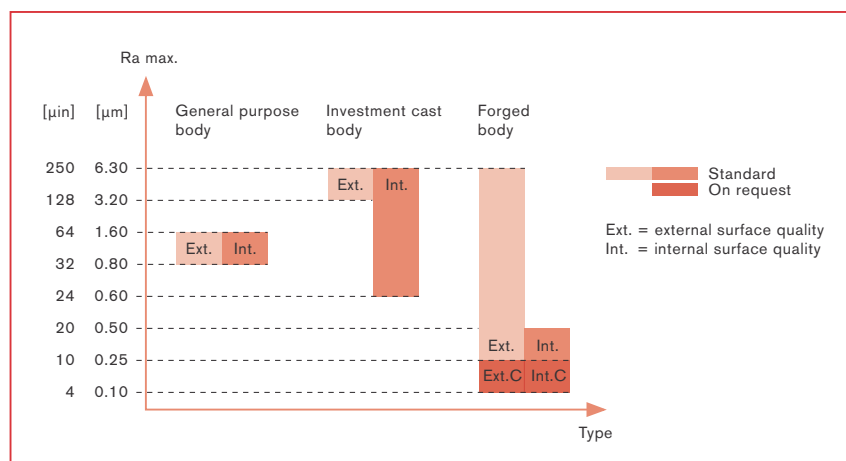 Ra max.
[µin] [µm] General purpose body Investment cast body Forged body
250 6.30
Ext. Int.
Standard
On request
128 3.20
64 1.60
Ext. = external surface quality
Ext. Int.
Int. = internal surface quality
32 0.80
24 0.60
20 0.50
Ext. Int.
10 0.25
Ext.C Int.C
4 0.10
Type